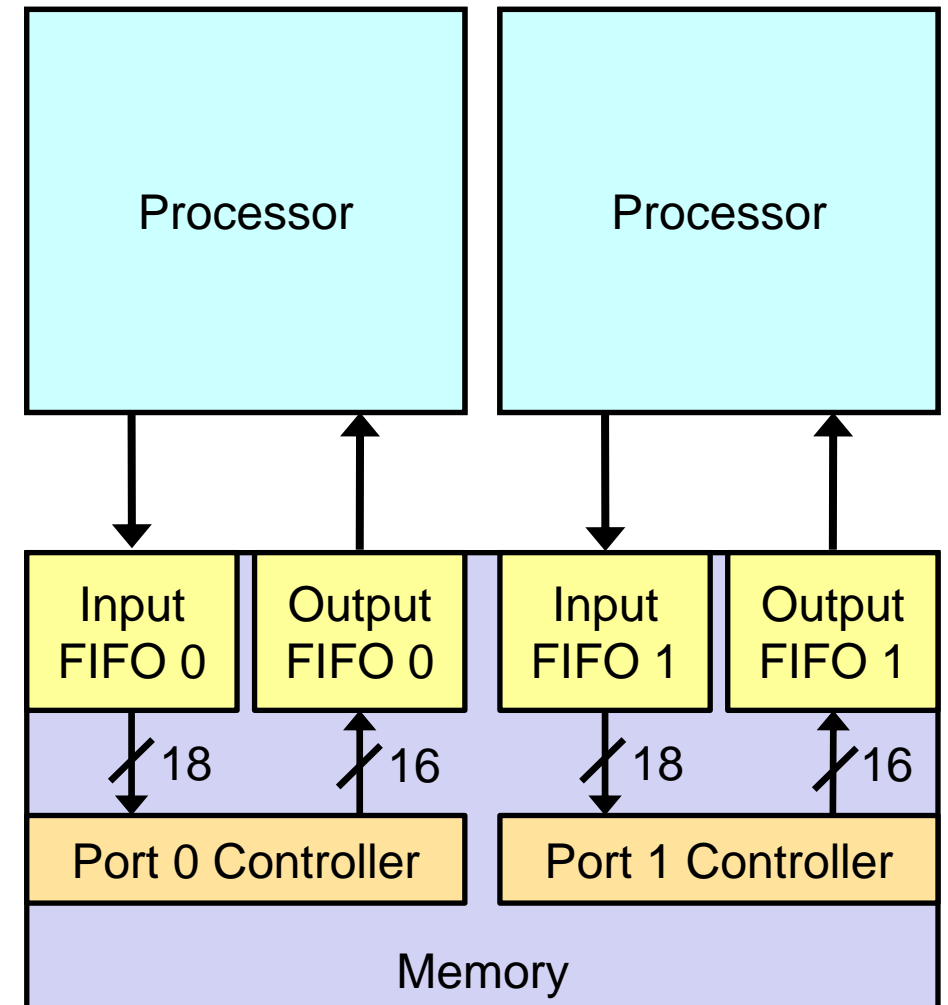 Processor
Processor
Input
FIFO 0
Output
FIFO 0
Input
FIFO 1
Output
FIFO 1
18
16
18
16
Port 0 Controller
Port 1 Controller
Memory